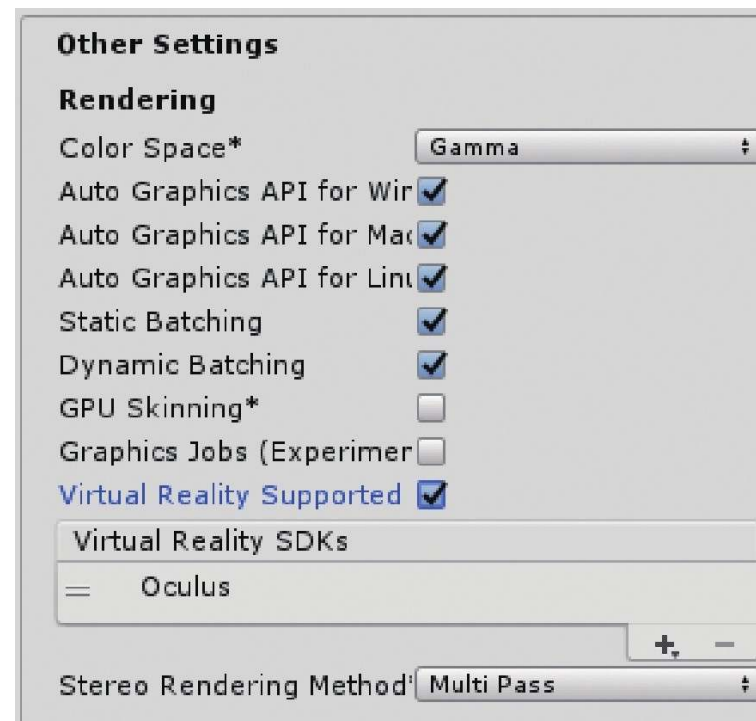 Other Settings
Rendering
Color Space* Gamma
Auto Graphics API for Win
Auto Graphics API for Mac
Auto Graphics API for Linu
Static Batching
Dynamic Batching
GPU Skinning*
Graphics Jobs (Experimen
Virtual Reality Supported
Virtual Reality SDKs
= Oculus
+ −
Stereo Rendering Method* Multi Pass